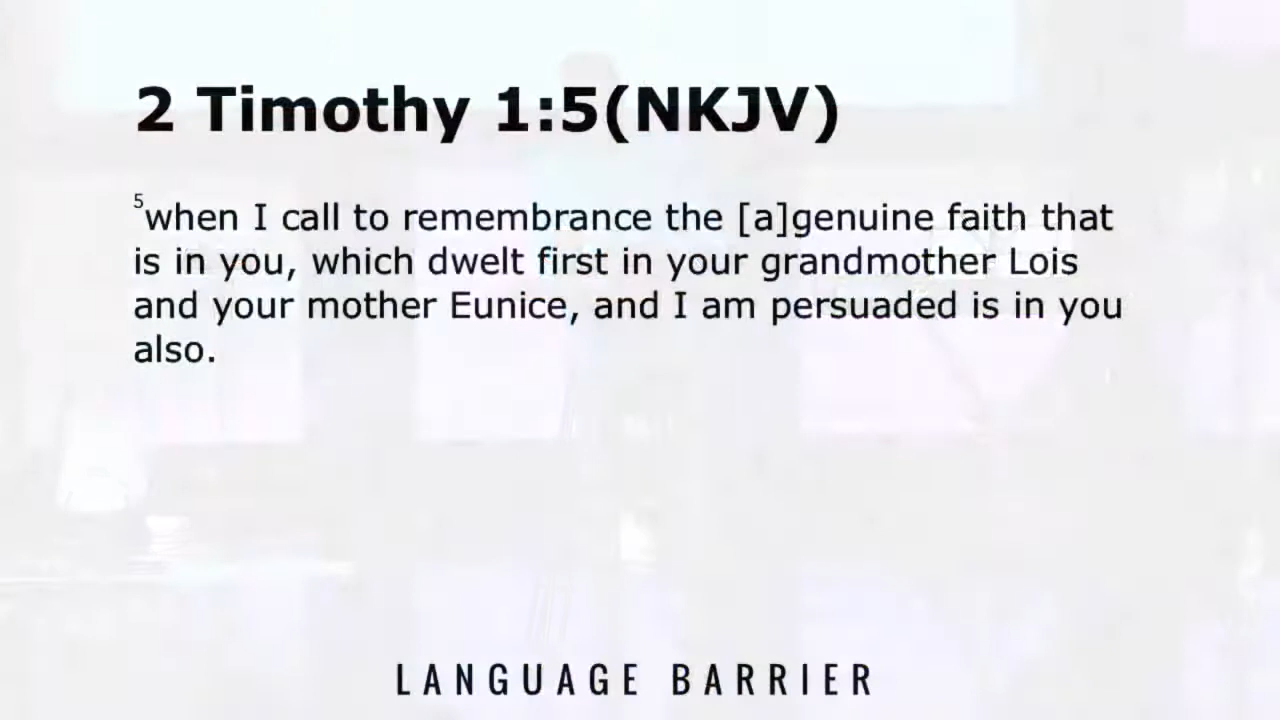 2 Timothy 1:5(NKJV)
5when I call to remembrance the [a]genuine faith that
is in you, which dwelt first in your grandmother Lois
and your mother Eunice, and I am persuaded is in you
also.
LANGUAGE BARRIER